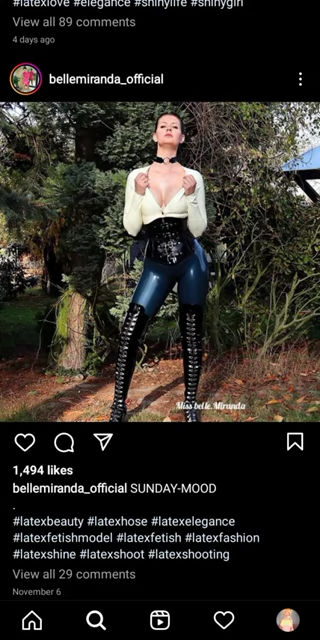 #latexlove #elegance #shinylife #shinygirl
View all 89 comments
4 days ago
bellemiranda_official
Miss belle.Miranda
1,494 likes
bellemiranda_official SUNDAY-MOOD
.
#latexbeauty #latexhose #latexelegance
#latexfetishmodel #latexfetish #latexfashion
#latexshine #latexshoot #latexshooting
View all 29 comments
November 6